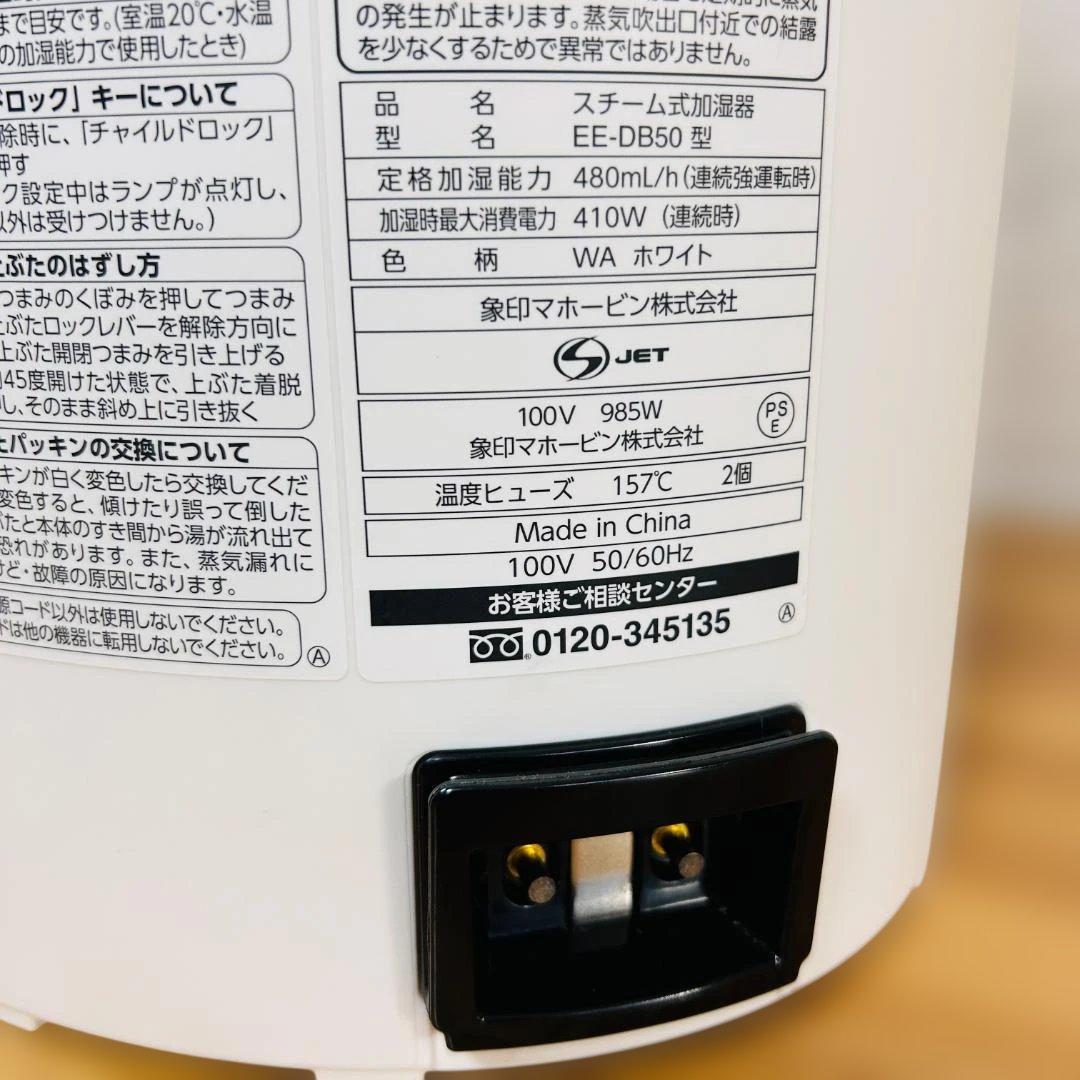 まで目安です。(室温20℃・水温
の加湿能力で使用したとき)
ドロック」キーについて
除時に、「チャイルドロック」
押す
ク設定中はランプが点灯し、
以外は受けつけません。)
上ぶたのはずし方
つまみのくぼみを押してつまみ
上ぶたロックレバーを解除方向に
上ぶた開閉つまみを引き上げる
45度開けた状態で、上ぶた着脱
し、そのまま斜め上に引き抜く
パッキンの交換について
キンが白く変色したら交換してくだ
変色すると、傾けたり誤って倒した
ぶたと本体のすき間から湯が流れ出て
恐れがあります。また、蒸気漏れに
けど・故障の原因になります。
源コード以外は使用しないでください。
ドは他の機器に転用しないでください。
A
の発生が止まります。蒸気吹出口付近での結露
を少なくするためで異常ではありません。
品名 スチーム式加湿器
型名 EE-DB50 型
定格加湿能力 480mL/h(連続強運転時)
加湿時最大消費電力 410W (連続時)
色柄 WA ホワイト
象印マホービン株式会社
JET
100V 985W
象印マホービン株式会社
PS
E
温度ヒューズ 157℃ 2個
Made in China
100V 50/60Hz
お客様ご相談センター
0120-345135
A